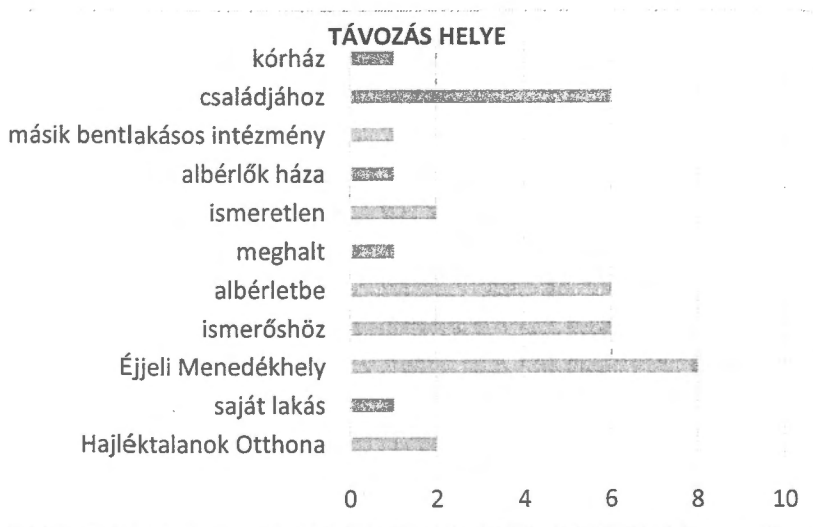 TÁVOZÁS HELYE
kórház
családjához
másik bentlakásos intézmény
albérlők háza
ismeretlen
meghalt
albérletbe
ismerőshöz
Éjjeli Menedékhely
saját lakás
Hajléktalanok Otthona
0 2 4 6 8 10